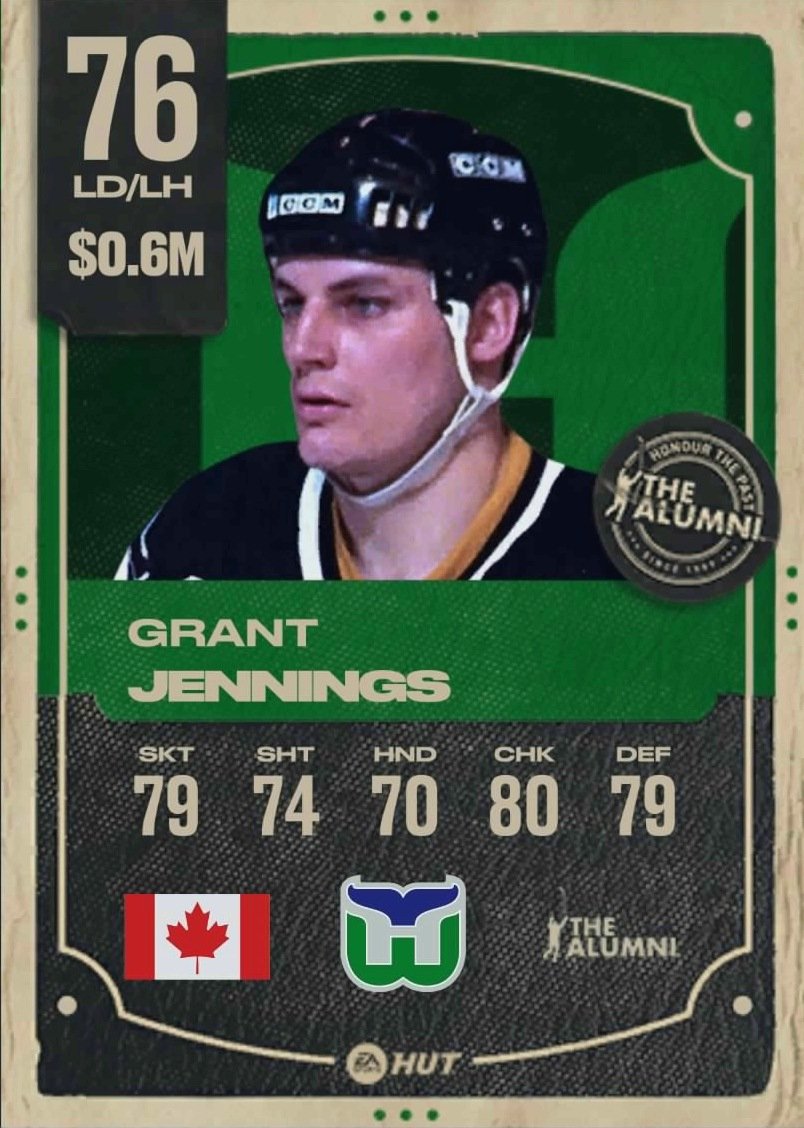 76
LD/LH
$0.6M
CCM
CCM
HONOUR THE PAST
THE
ALUMNI
GRANT
JENNINGS
SKT SHT HND CHK DEF
79 74 70 80 79
THE
ALUMNI
EA
HUT